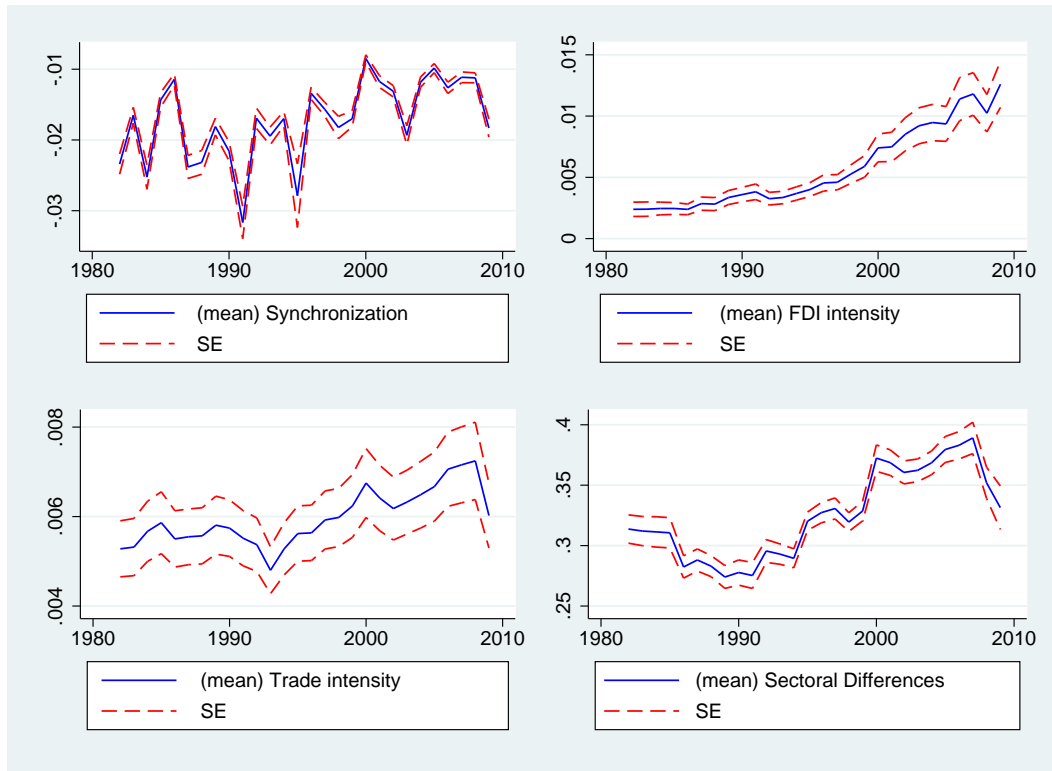 -.01
-.02
-.03
1980 1990 2000 2010
(mean) Synchronization
SE
.015
.01
.005
0
1980 1990 2000 2010
(mean) FDI intensity
SE
.008
.006
.004
1980 1990 2000 2010
(mean) Trade intensity
SE
.4
.35
.3
.25
1980 1990 2000 2010
(mean) Sectoral Differences
SE